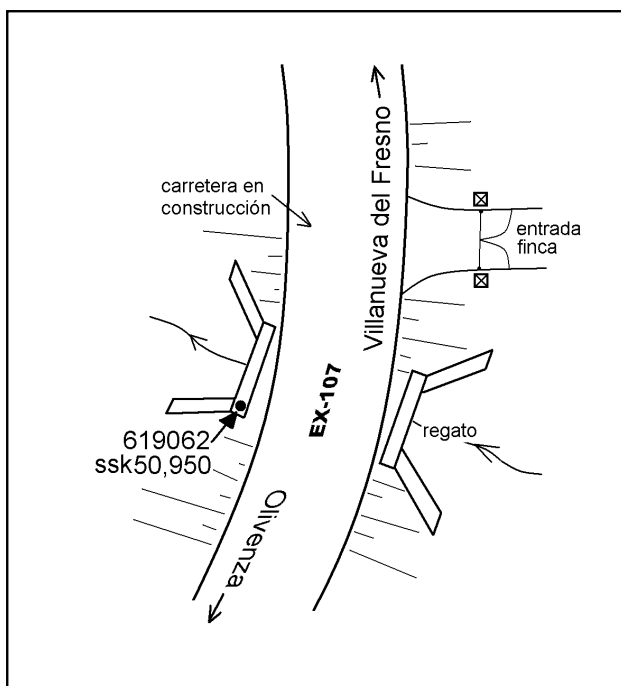 Villanueva del Fresno
carretera en
construcción
entrada
finca
EX-107
regato
619062
ssk50,950
Olivenza